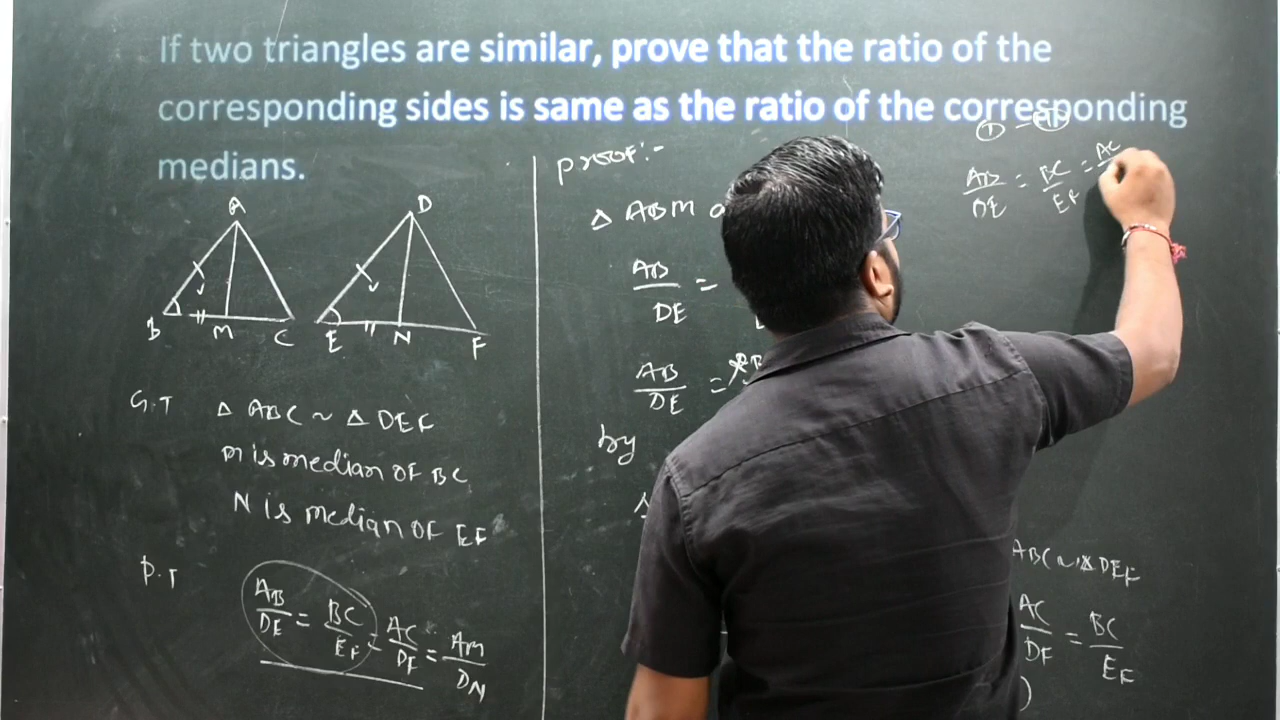 If two triangles are similar, prove that the ratio of the
corresponding sides is same as the ratio of the corresponding
medians.
A
B M C
D
E N F
G.T △ ABC ~ △ DEF
M is median of BC
N is median of EF
P.T
AB/DE = BC/EF = AC/DF = AM/DN
Proof:-
△ ABM
AB/DE =
AB/DE =
by
AB/DE = BC/EF = AC
ABC ~ △ DEF
AC/DF = BC/EF